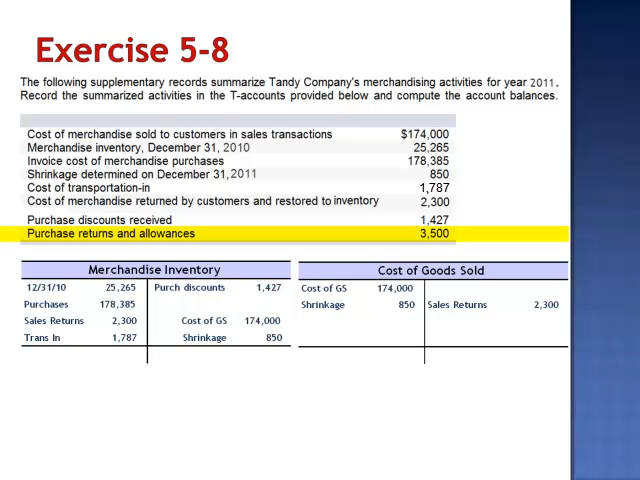 Exercise 5-8
The following supplementary records summarize Tandy Company's merchandising activities for year 2011.
Record the summarized activities in the T-accounts provided below and compute the account balances.
Cost of merchandise sold to customers in sales transactions $174,000
Merchandise inventory, December 31, 2010 25,265
Invoice cost of merchandise purchases 178,385
Shrinkage determined on December 31, 2011 850
Cost of transportation-in 1,787
Cost of merchandise returned by customers and restored to inventory 2,300
Purchase discounts received 1,427
Purchase returns and allowances 3,500
Merchandise Inventory
12/31/10 25,265 Purch discounts 1,427
Purchases 178,385
Sales Returns 2,300 Cost of GS 174,000
Trans In 1,787 Shrinkage 850
Cost of Goods Sold
Cost of GS 174,000
Shrinkage 850 Sales Returns 2,300